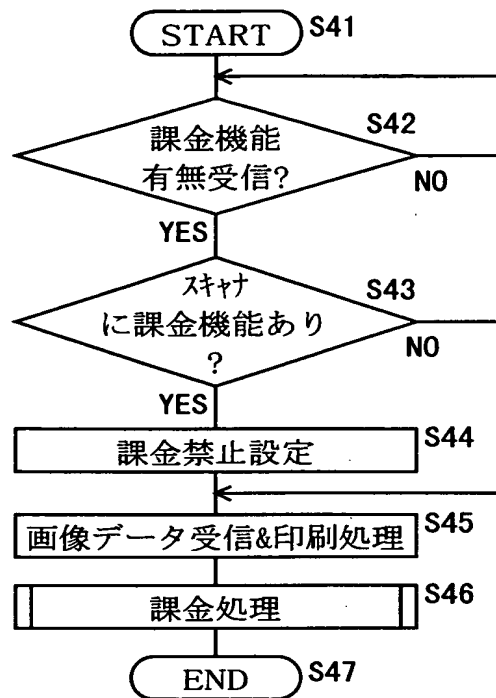 START S41
課金機能 S42
有無受信?
NO
YES
スキャナ S43
に課金機能あり
?
NO
YES
課金禁止設定 S44
画像データ受信&印刷処理 S45
課金処理 S46
END S47